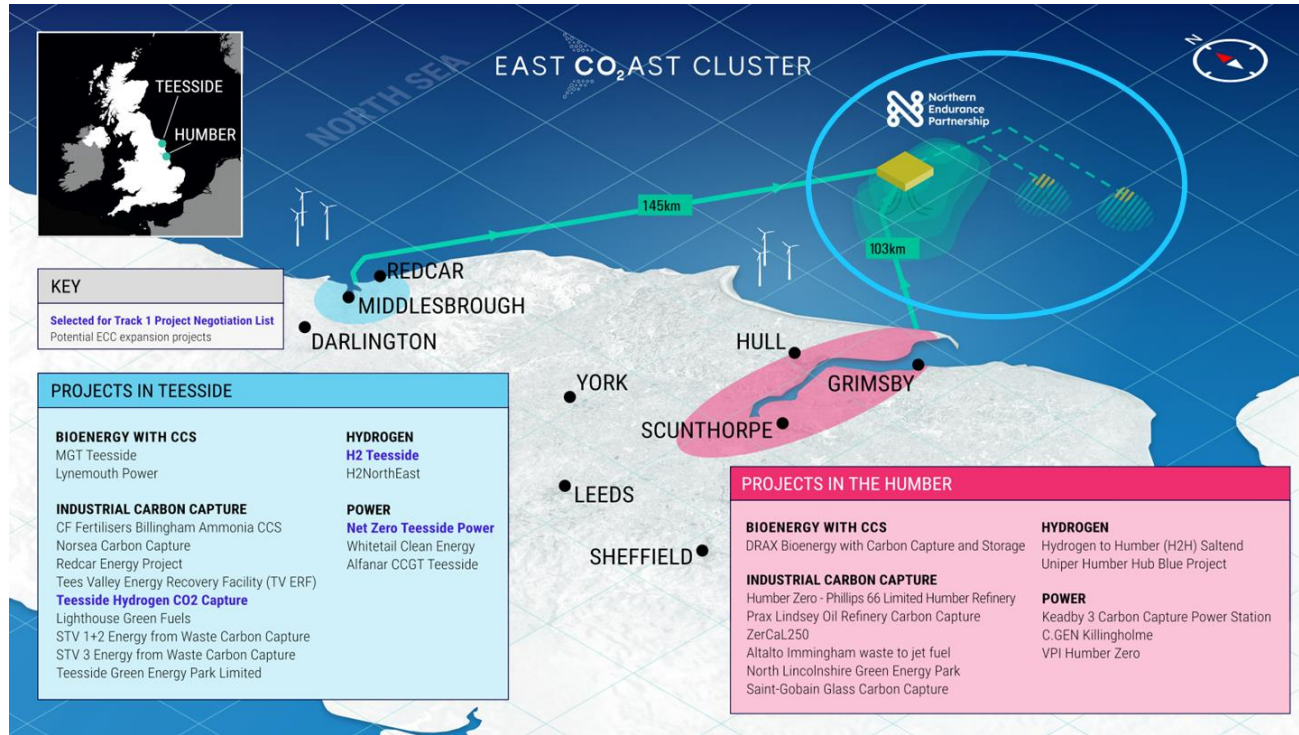 TEESSIDE
HUMBER
NORTH SEA
EAST CO₂AST CLUSTER
Northern
Endurance
Partnership
N
145km
103km
REDCAR
MIDDLESBROUGH
DARLINGTON
HULL
GRIMSBY
YORK
SCUNTHORPE
LEEDS
SHEFFIELD
KEY
Selected for Track 1 Project Negotiation List
Potential ECC expansion projects
PROJECTS IN TEESSIDE
BIOENERGY WITH CCS
MGT Teesside
Lynemouth Power
INDUSTRIAL CARBON CAPTURE
CF Fertilisers Billingham Ammonia CCS
Norsea Carbon Capture
Redcar Energy Project
Tees Valley Energy Recovery Facility (TV ERF)
Teesside Hydrogen CO2 Capture
Lighthouse Green Fuels
STV 1+2 Energy from Waste Carbon Capture
STV 3 Energy from Waste Carbon Capture
Teesside Green Energy Park Limited
HYDROGEN
H2 Teesside
H2NorthEast
POWER
Net Zero Teesside Power
Whitetail Clean Energy
Alfanar CCGT Teesside
PROJECTS IN THE HUMBER
BIOENERGY WITH CCS
DRAX Bioenergy with Carbon Capture and Storage
INDUSTRIAL CARBON CAPTURE
Humber Zero - Phillips 66 Limited Humber Refinery
Prax Lindsey Oil Refinery Carbon Capture
ZerCaL250
Altalto Immingham waste to jet fuel
North Lincolnshire Green Energy Park
Saint-Gobain Glass Carbon Capture
HYDROGEN
Hydrogen to Humber (H2H) Saltend
Uniper Humber Hub Blue Project
POWER
Keadby 3 Carbon Capture Power Station
C.GEN Killingholme
VPI Humber Zero